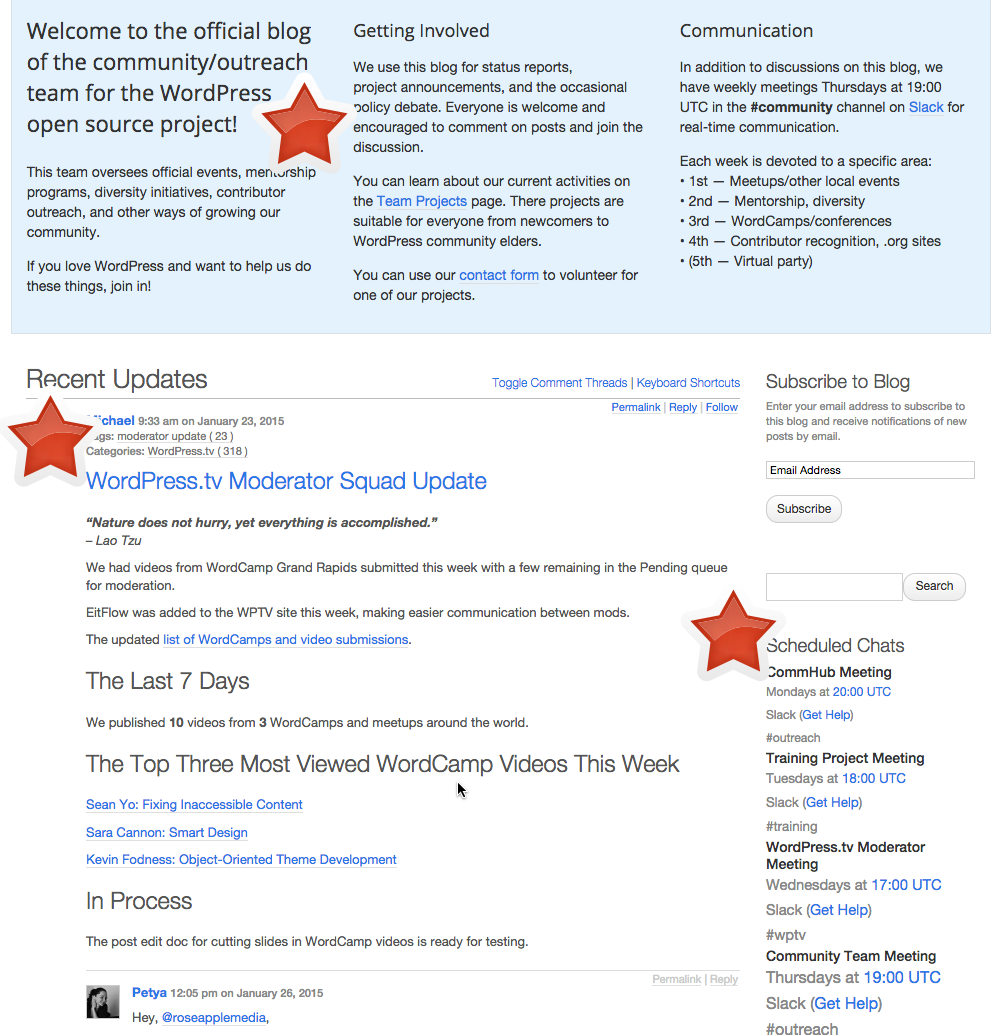 Welcome to the official blog
of the community/outreach
team for the WordPress
open source project!
This team oversees official events, mentorship
programs, diversity initiatives, contributor
outreach, and other ways of growing our
community.
If you love WordPress and want to help us do
these things, join in!
Getting Involved
We use this blog for status reports,
project announcements, and the occasional
policy debate. Everyone is welcome and
encouraged to comment on posts and join the
discussion.
You can learn about our current activities on
the Team Projects page. There projects are
suitable for everyone from newcomers to
WordPress community elders.
You can use our contact form to volunteer for
one of our projects.
Communication
In addition to discussions on this blog, we
have weekly meetings Thursdays at 19:00
UTC in the #community channel on Slack for
real-time communication.
Each week is devoted to a specific area:
• 1st — Meetups/other local events
• 2nd — Mentorship, diversity
• 3rd — WordCamps/conferences
• 4th — Contributor recognition, .org sites
• (5th — Virtual party)
Recent Updates
Toggle Comment Threads | Keyboard Shortcuts
Michael 9:33 am on January 23, 2015
Permalink | Reply | Follow
Tags: moderator update ( 23 )
Categories: WordPress.tv ( 318 )
WordPress.tv Moderator Squad Update
“Nature does not hurry, yet everything is accomplished.”
– Lao Tzu
We had videos from WordCamp Grand Rapids submitted this week with a few remaining in the Pending queue
for moderation.
EitFlow was added to the WPTV site this week, making easier communication between mods.
The updated list of WordCamps and video submissions.
The Last 7 Days
We published 10 videos from 3 WordCamps and meetups around the world.
The Top Three Most Viewed WordCamp Videos This Week
Sean Yo: Fixing Inaccessible Content
Sara Cannon: Smart Design
Kevin Fodness: Object-Oriented Theme Development
In Process
The post edit doc for cutting slides in WordCamp videos is ready for testing.
Permalink | Reply
Petya 12:05 pm on January 26, 2015
Hey, @roseapplemedia,
Subscribe to Blog
Enter your email address to subscribe to
this blog and receive notifications of new
posts by email.
Email Address
Subscribe
Search
Scheduled Chats
CommHub Meeting
Mondays at 20:00 UTC
Slack (Get Help)
#outreach
Training Project Meeting
Tuesdays at 18:00 UTC
Slack (Get Help)
#training
WordPress.tv Moderator
Meeting
Wednesdays at 17:00 UTC
Slack (Get Help)
#wptv
Community Team Meeting
Thursdays at 19:00 UTC
Slack (Get Help)
#outreach